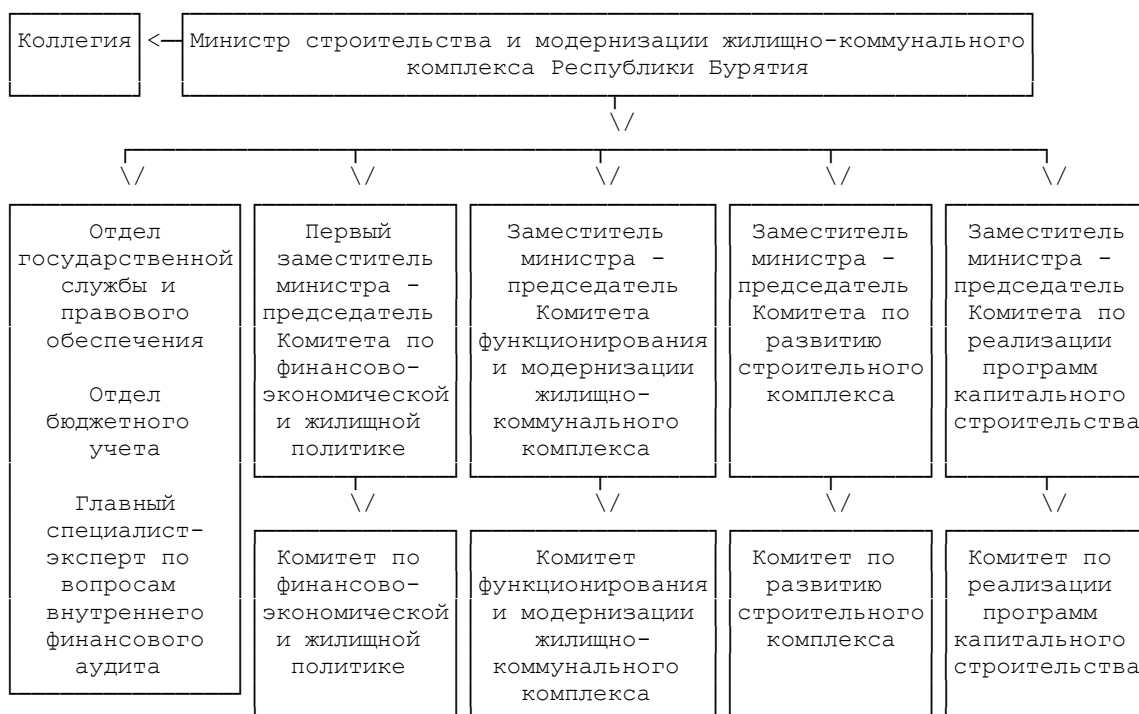 Коллегия
Министр строительства и модернизации жилищно-коммунального
комплекса Республики Бурятия
Отдел
государственной
службы и
правового
обеспечения
Отдел
бюджетного
учета
Главный
специалист-
эксперт по
вопросам
внутреннего
финансового
аудита
Первый
заместитель
министра -
председатель
Комитета по
финансово-
экономической
и жилищной
политике
Заместитель
министра -
председатель
Комитета
функционирования
и модернизации
жилищно-
коммунального
комплекса
Заместитель
министра -
председатель
Комитета по
развитию
строительного
комплекса
Заместитель
министра -
председатель
Комитета по
реализации
программ
капитального
строительства
Комитет по
финансово-
экономической
и жилищной
политике
Комитет
функционирования
и модернизации
жилищно-
коммунального
комплекса
Комитет по
развитию
строительного
комплекса
Комитет по
реализации
программ
капитального
строительства